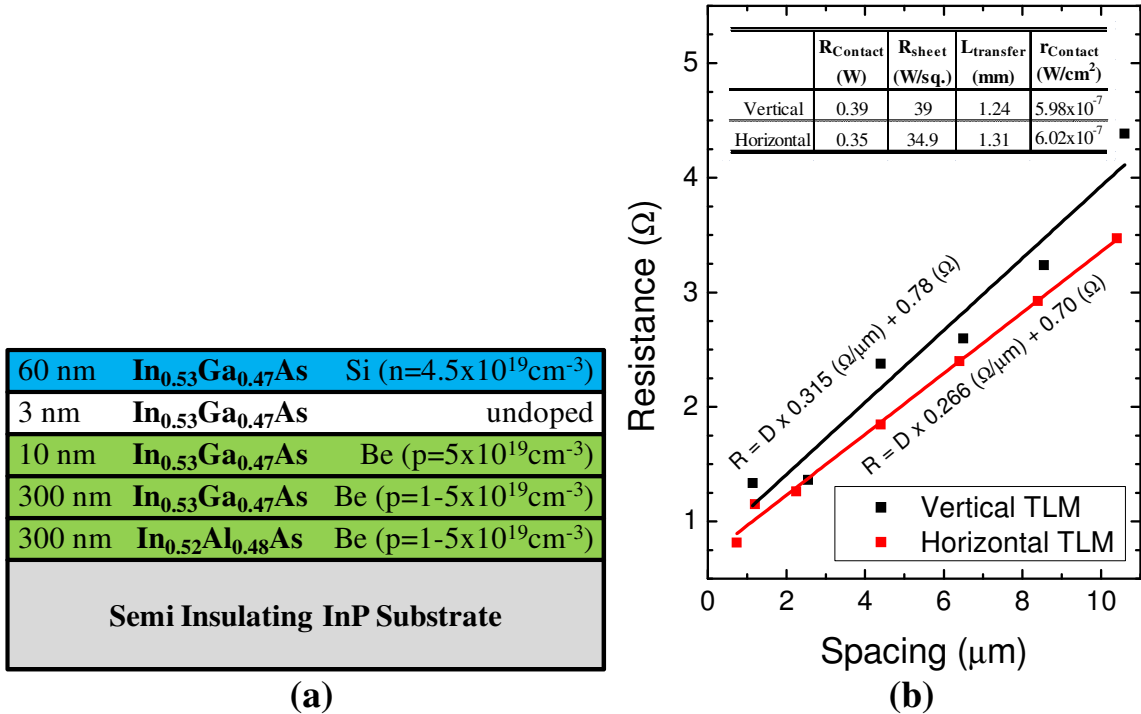 60 nm In0.53Ga0.47As Si (n=4.5x10^19cm^-3)
3 nm In0.53Ga0.47As undoped
10 nm In0.53Ga0.47As Be (p=5x10^19cm^-3)
300 nm In0.53Ga0.47As Be (p=1-5x10^19cm^-3)
300 nm In0.52Al0.48As Be (p=1-5x10^19cm^-3)
Semi Insulating InP Substrate
(a)
RContact Rsheet Ltransfer rContact
(W) (W/sq.) (mm) (W/cm^2)
Vertical 0.39 39 1.24 5.98x10^-7
Horizontal 0.35 34.9 1.31 6.02x10^-7
R = D x 0.315 (Ω/μm) + 0.78 (Ω)
R = D x 0.266 (Ω/μm) + 0.70 (Ω)
Vertical TLM
Horizontal TLM
Resistance (Ω)
5
4
3
2
1
0 2 4 6 8 10
Spacing (μm)
(b)